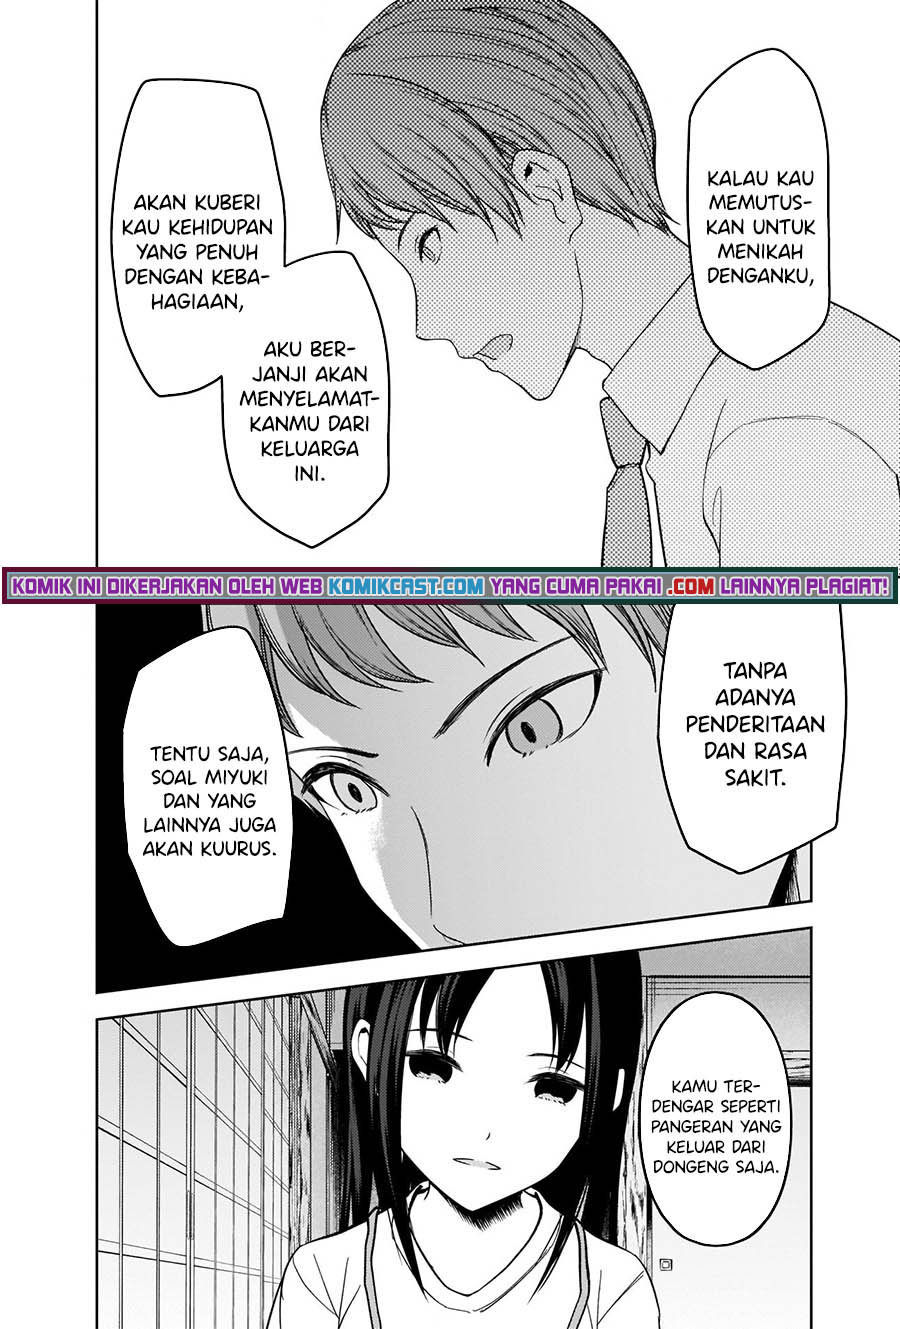 KALAU KAU
MEMUTUS-
KAN UNTUK
MENIKAH
DENGANKU,
AKAN KUBERI
KAU KEHIDUPAN
YANG PENUH
DENGAN KEBA-
HAGIAAN,
AKU BER-
JANJI AKAN
MENYELAMAT-
KANMU DARI
KELUARGA
INI.
KOMIK INI DIKERJAKAN OLEH WEB KOMIKCAST.COM YANG CUMA PAKAI .COM LAINNYA PLAGIAT!
TANPA
ADANYA
PENDERITAAN
DAN RASA
SAKIT.
TENTU SAJA,
SOAL MIYUKI
DAN YANG
LAINNYA JUGA
AKAN KUURUS.
KAMU TER-
DENGAR SEPERTI
PANGERAN YANG
KELUAR DARI
DONGENG SAJA.